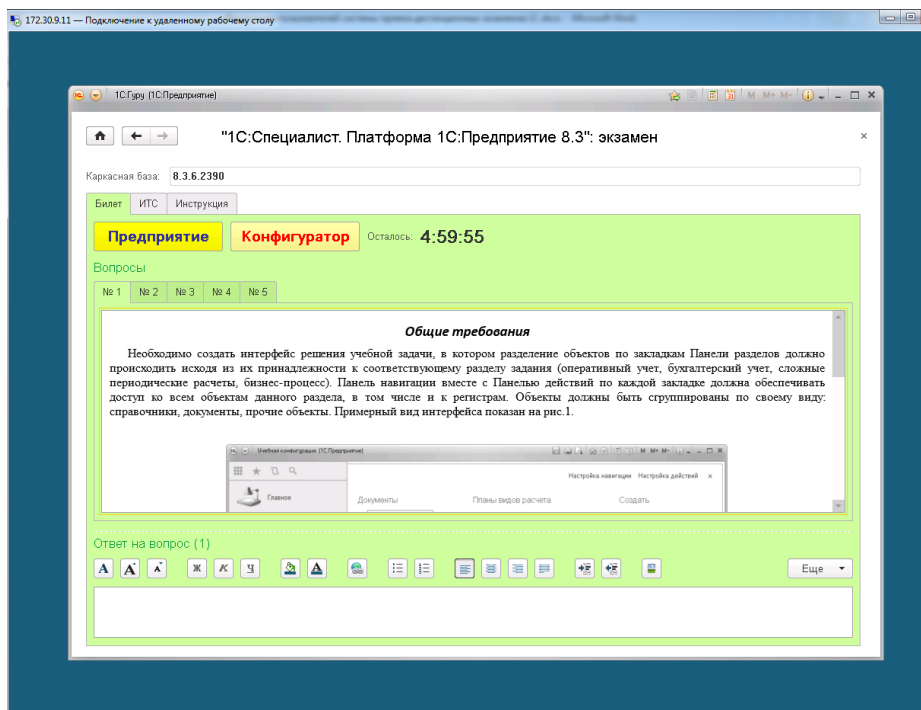 172.30.9.11 — Подключение к удаленному рабочему столу
1С:Гуру (1С:Предприятие)
M M+ M-
"1С:Специалист. Платформа 1С:Предприятие 8.3": экзамен
Каркасная база: 8.3.6.2390
Билет ИТС Инструкция
Предприятие Конфигуратор Осталось: 4:59:55
Вопросы
№ 1 № 2 № 3 № 4 № 5
Общие требования
Необходимо создать интерфейс решения учебной задачи, в котором разделение объектов по закладкам Панели разделов должно
происходить исходя из их принадлежности к соответствующему разделу задания (оперативный учет, бухгалтерский учет, сложные
периодические расчеты, бизнес-процесс). Панель навигации вместе с Панелью действий по каждой закладке должна обеспечивать
доступ ко всем объектам данного раздела, в том числе и к регистрам. Объекты должны быть сгруппированы по своему виду:
справочники, документы, прочие объекты. Примерный вид интерфейса показан на рис.1.
Учебная конфигурация (1С:Предприятие)
M M+ M-
Настройка навигации Настройка действий
Главное
Документы Планы видов расчета Создать
Ответ на вопрос (1)
А А А Ж К Ч А Еще